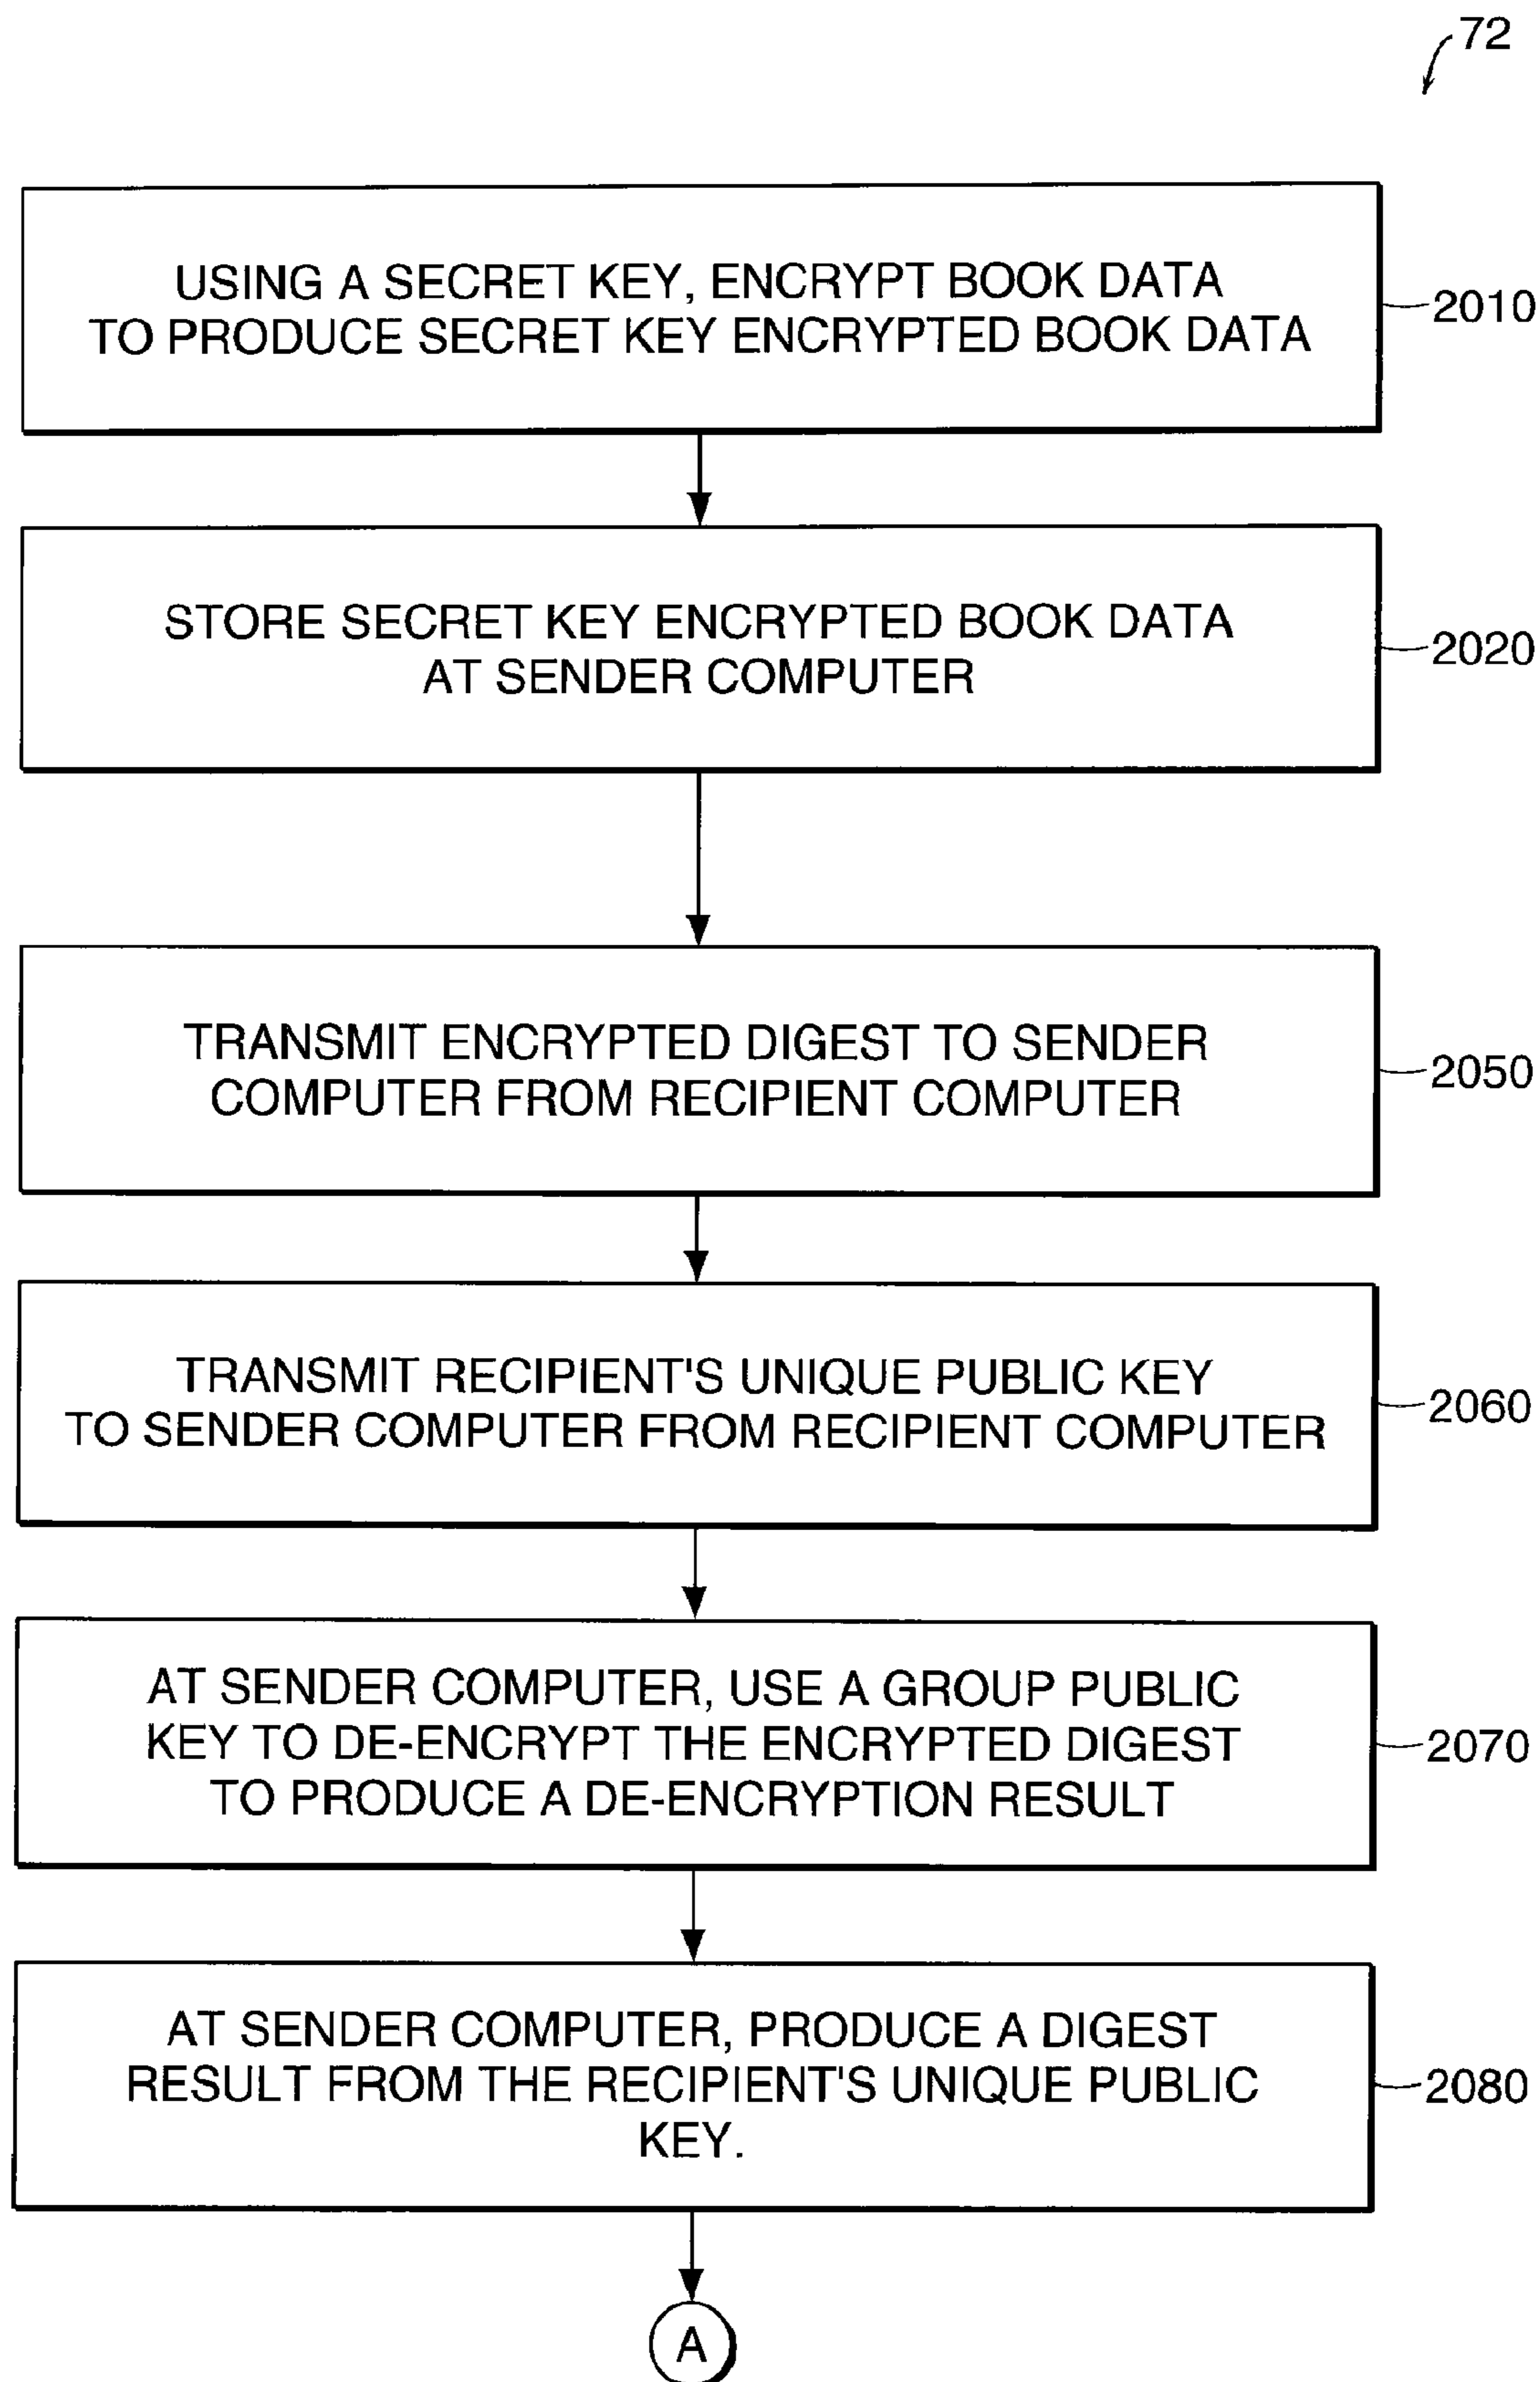 72
USING A SECRET KEY, ENCRYPT BOOK DATA
TO PRODUCE SECRET KEY ENCRYPTED BOOK DATA
2010
STORE SECRET KEY ENCRYPTED BOOK DATA
AT SENDER COMPUTER
2020
TRANSMIT ENCRYPTED DIGEST TO SENDER
COMPUTER FROM RECIPIENT COMPUTER
2050
TRANSMIT RECIPIENT'S UNIQUE PUBLIC KEY
TO SENDER COMPUTER FROM RECIPIENT COMPUTER
2060
AT SENDER COMPUTER, USE A GROUP PUBLIC
KEY TO DE-ENCRYPT THE ENCRYPTED DIGEST
TO PRODUCE A DE-ENCRYPTION RESULT
2070
AT SENDER COMPUTER, PRODUCE A DIGEST
RESULT FROM THE RECIPIENT'S UNIQUE PUBLIC
KEY.
2080
A